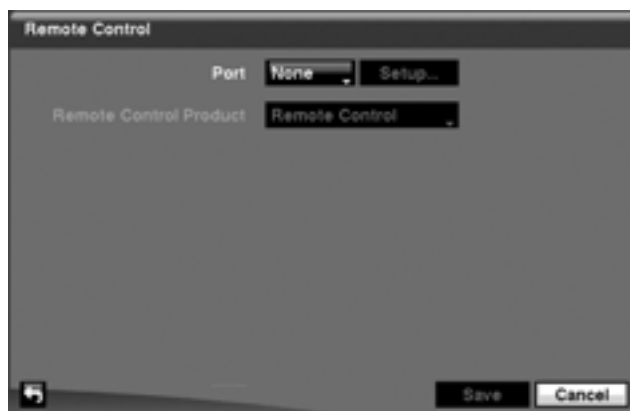 Remote Control
Port None Setup...
Remote Control Product Remote Control
Save Cancel